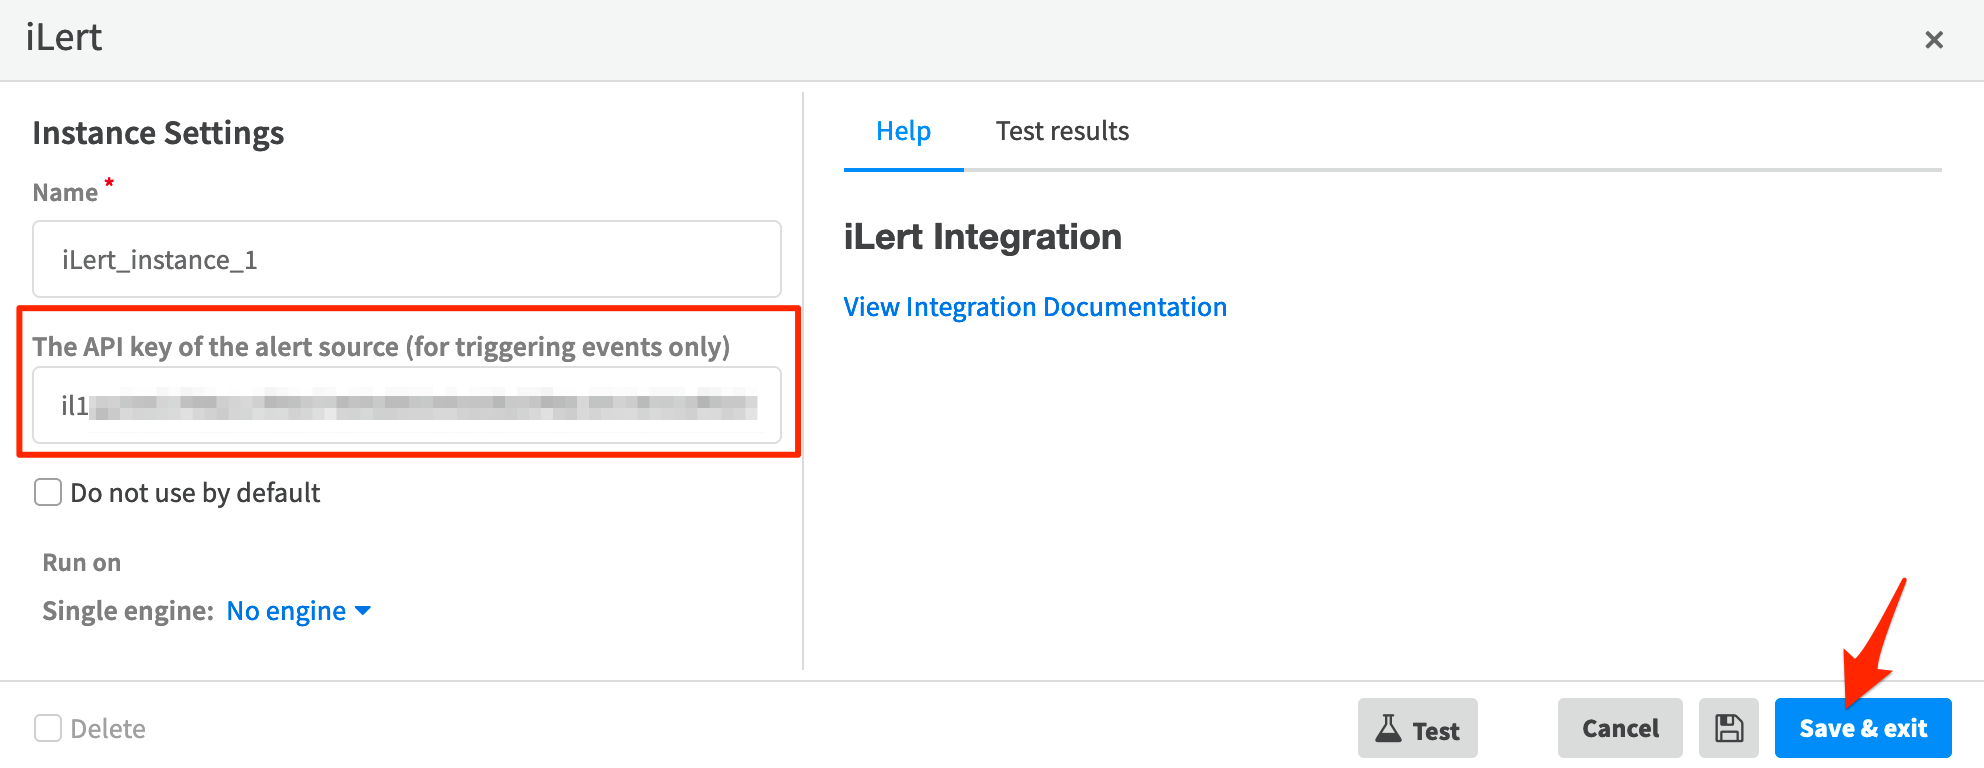 iLert
Instance Settings
Name *
iLert_instance_1
The API key of the alert source (for triggering events only)
il1
Do not use by default
Run on
Single engine: No engine
Delete
Help
Test results
iLert Integration
View Integration Documentation
Test
Cancel
Save & exit